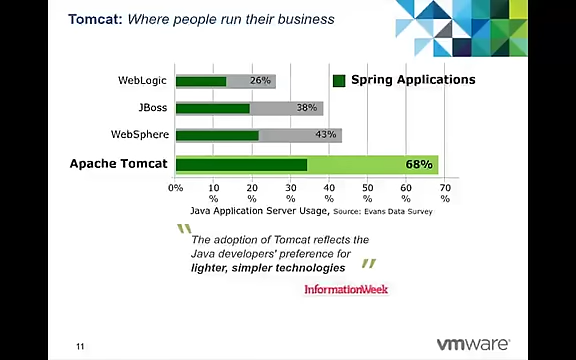 Tomcat: Where people run their business
WebLogic 26%
Spring Applications
JBoss 38%
WebSphere 43%
Apache Tomcat 68%
0% 10 % 20 % 30 % 40 % 50 % 60 % 70 %
Java Application Server Usage, Source: Evans Data Survey
"The adoption of Tomcat reflects the
Java developers' preference for
lighter, simpler technologies"
InformationWeek
11
vmware®